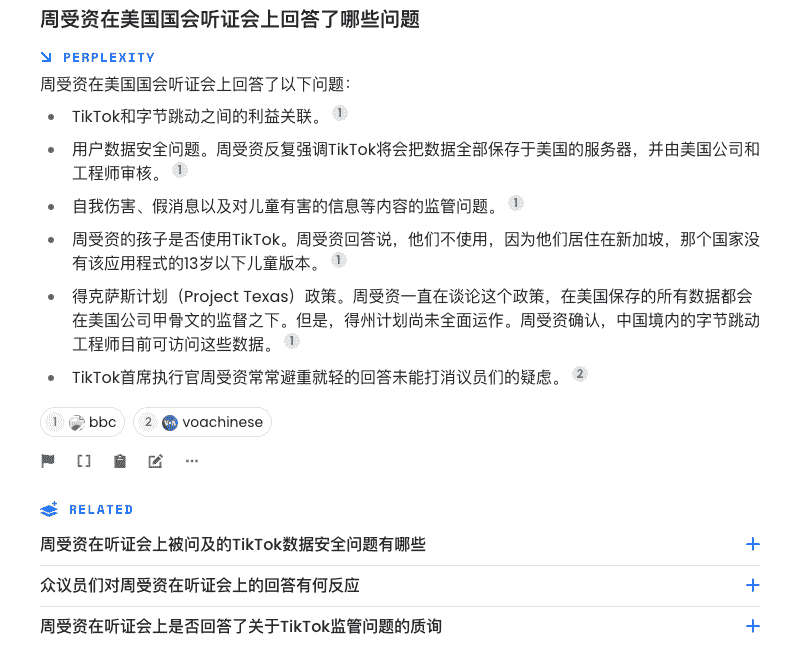 周受资在美国国会听证会上回答了哪些问题
PERPLEXITY
周受资在美国国会听证会上回答了以下问题：
• TikTok和字节跳动之间的利益关联。 1
• 用户数据安全问题。周受资反复强调TikTok将会把数据全部保存于美国的服务器，并由美国公司和
工程师审核。 1
• 自我伤害、假消息以及对儿童有害的信息等内容的监管问题。 1
• 周受资的孩子是否使用TikTok。周受资回答说，他们不使用，因为他们居住在新加坡，那个国家没
有该应用程式的13岁以下儿童版本。 1
• 得克萨斯计划（Project Texas）政策。周受资一直在谈论这个政策，在美国保存的所有数据都会
在美国公司甲骨文的监督之下。但是，得州计划尚未全面运作。周受资确认，中国境内的字节跳动
工程师目前可访问这些数据。 1
• TikTok首席执行官周受资常常避重就轻的回答未能打消议员们的疑虑。 2
1 bbc 2 voachinese
RELATED
周受资在听证会上被问及的TikTok数据安全问题有哪些
众议员们对周受资在听证会上的回答有何反应
周受资在听证会上是否回答了关于TikTok监管问题的质询